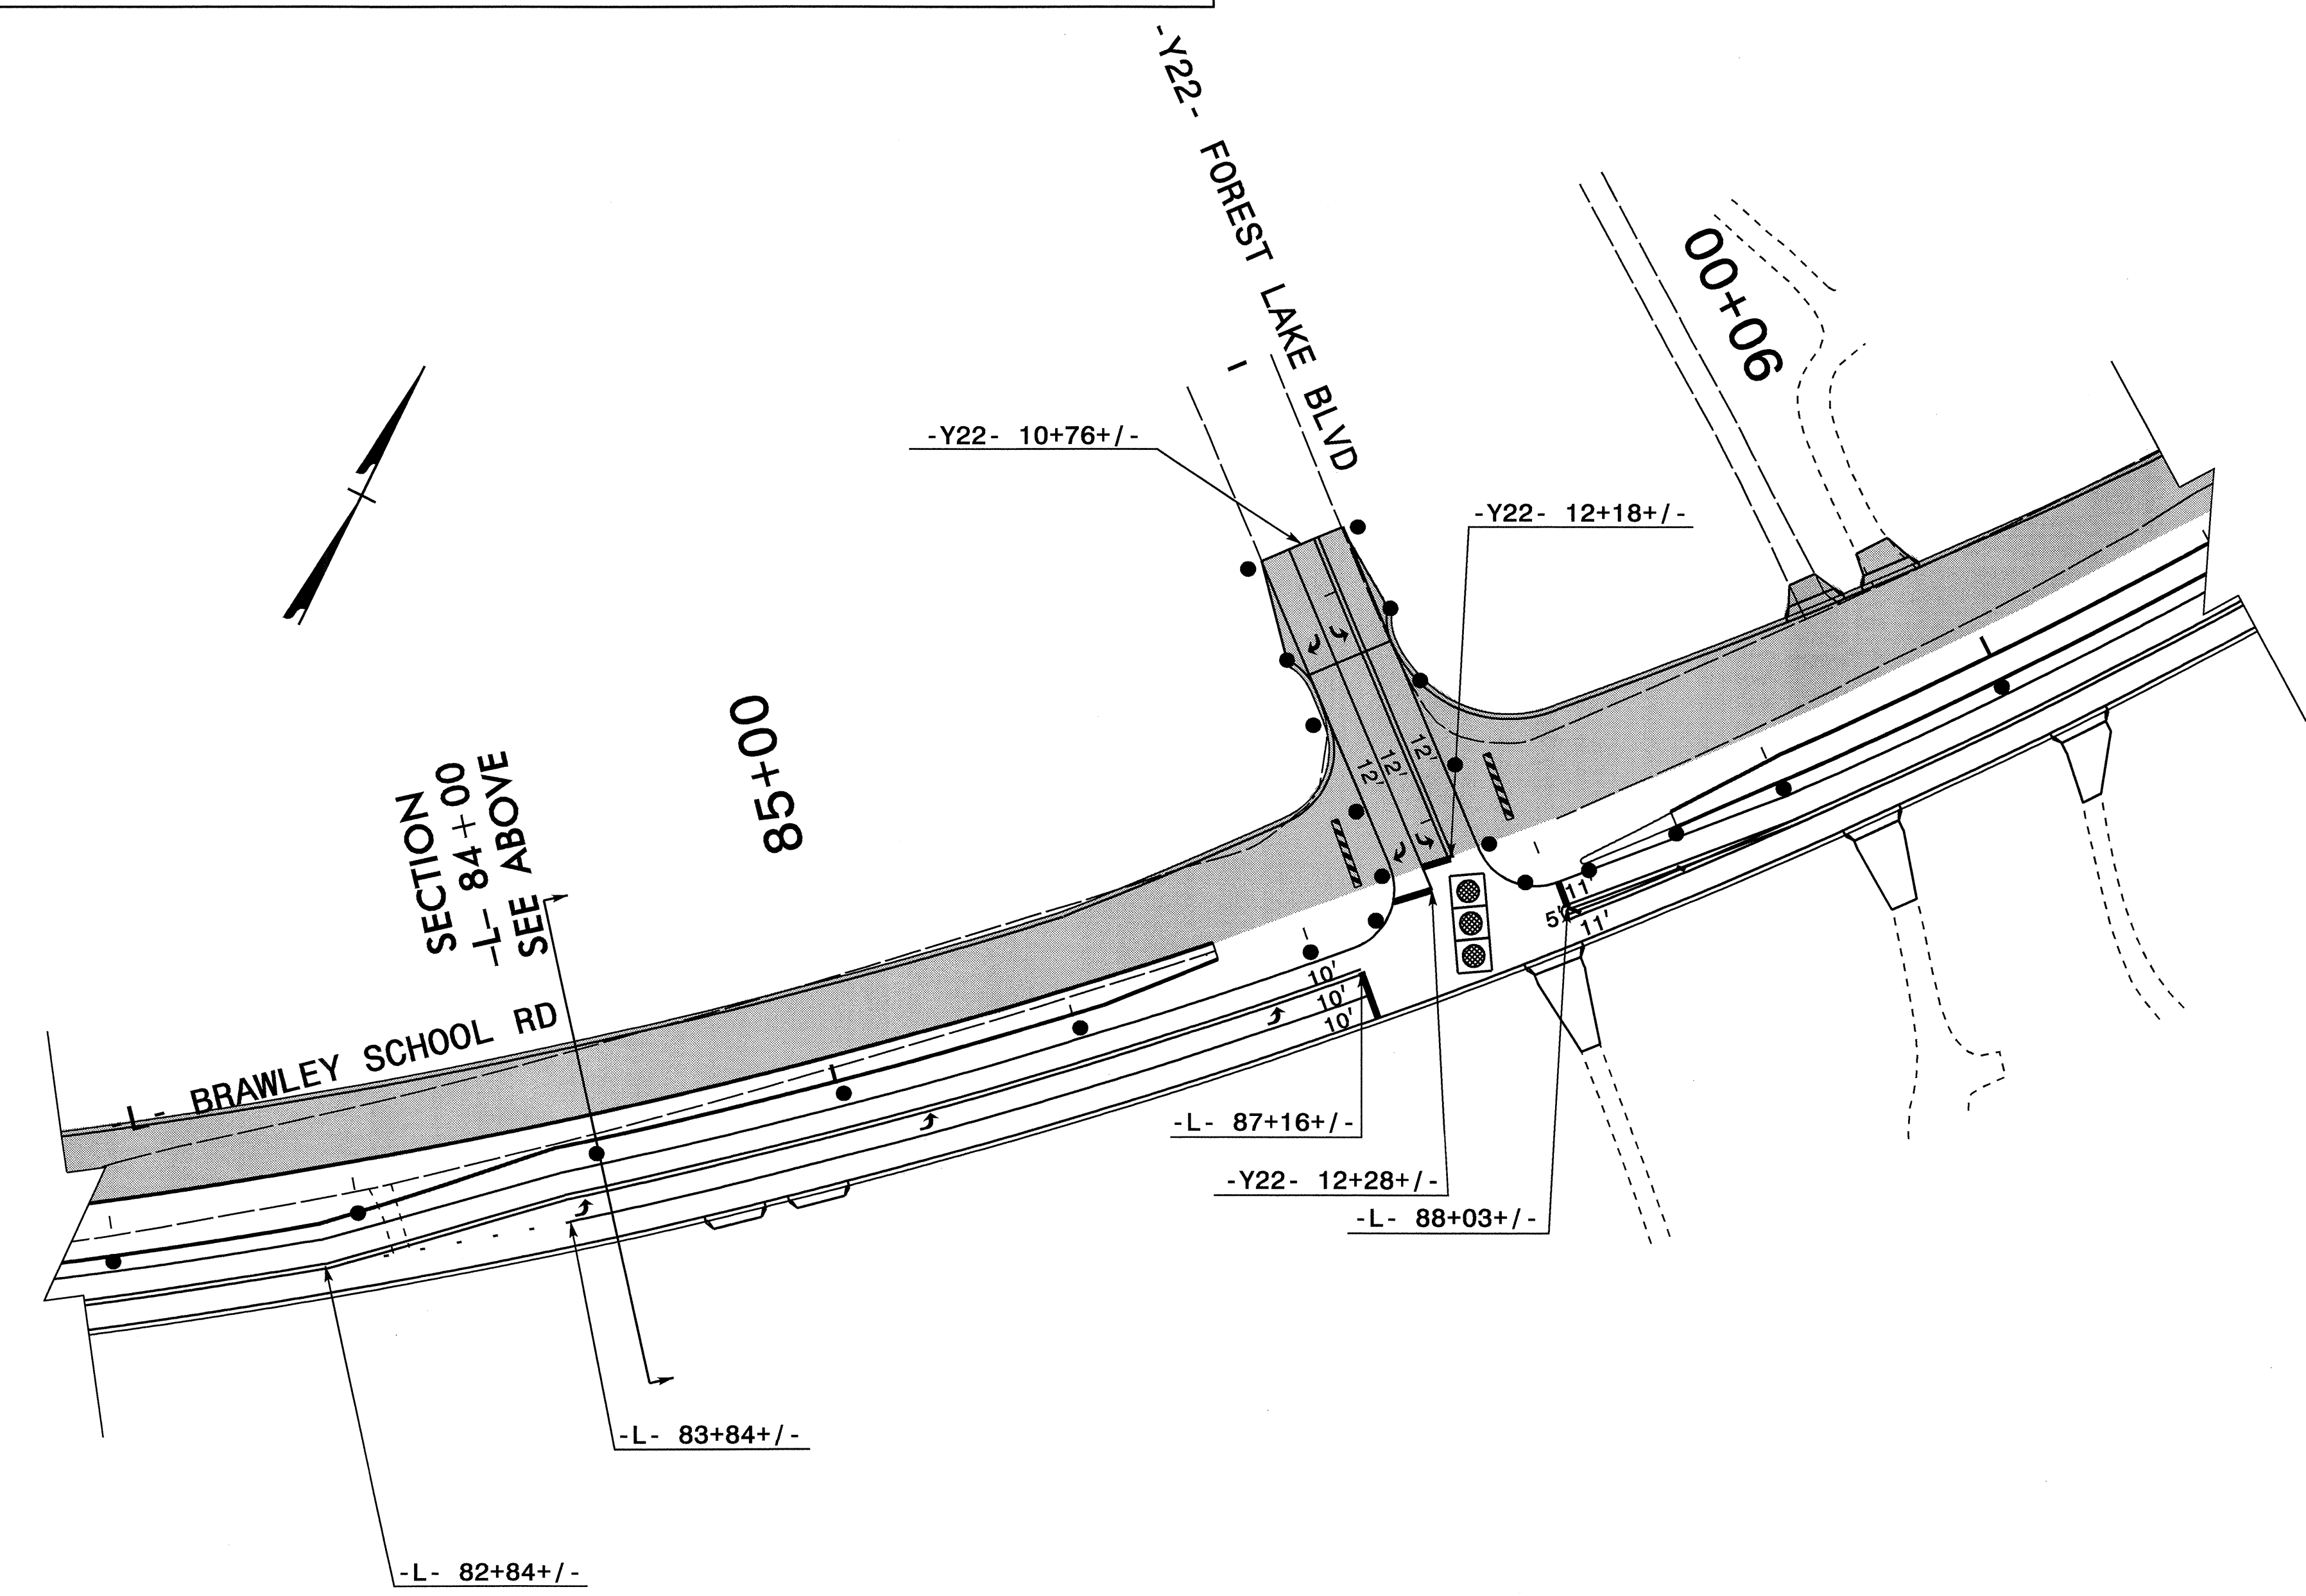 -Y22- FOREST LAKE BLVD
90+00
-Y22- 10+76+/-
-Y22- 12+18+/-
85+00
SECTION
-L- 84+00
SEE ABOVE
12'
12'
12'
11'
5'
11'
10'
10'
10'
-L- BRAWLEY SCHOOL RD
-L- 87+16+/-
-Y22- 12+28+/-
-L- 88+03+/-
-L- 83+84+/-
-L- 82+84+/-